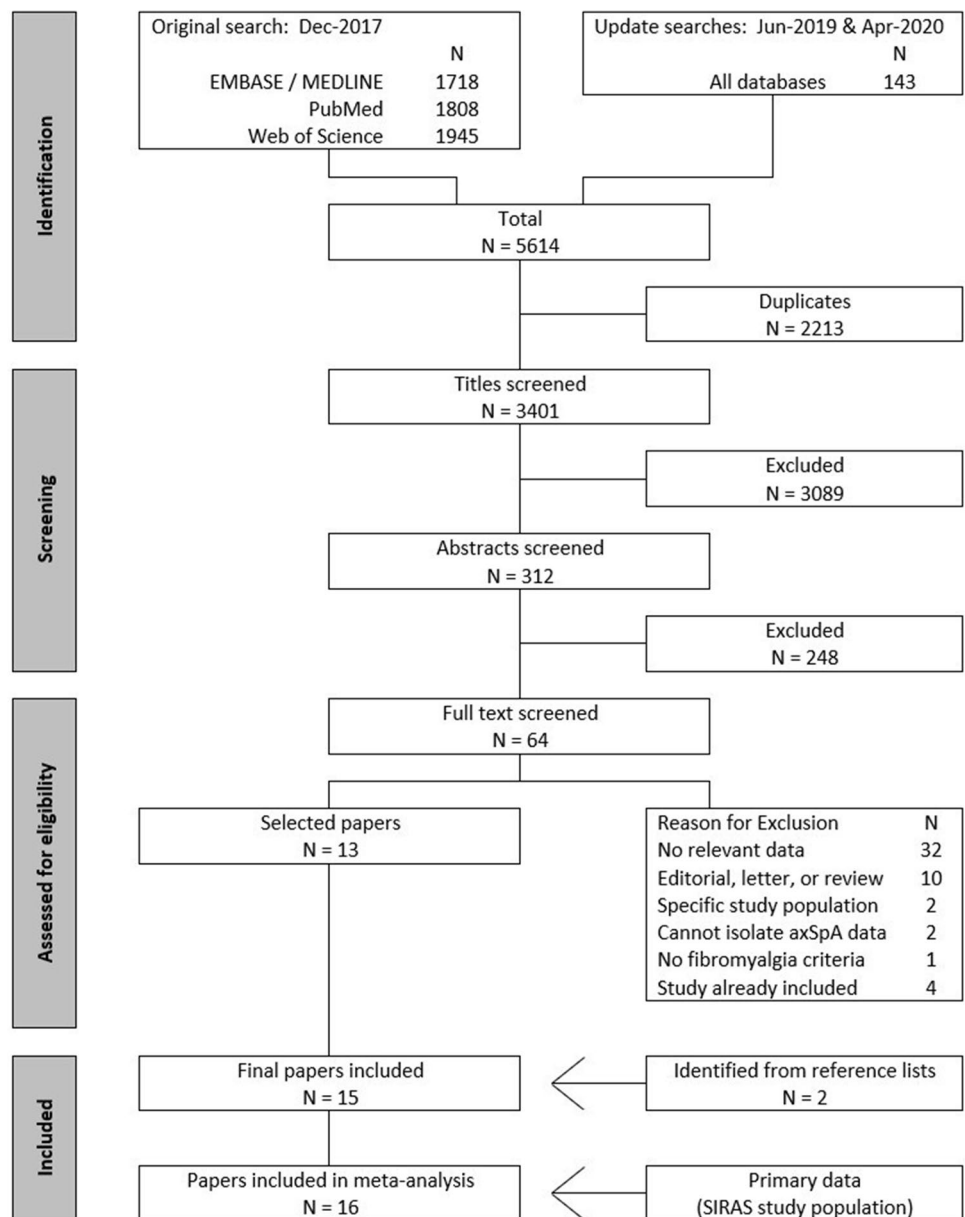 Identification
Original search: Dec-2017
N
EMBASE / MEDLINE 1718
PubMed 1808
Web of Science 1945
Update searches: Jun-2019 & Apr-2020
N
All databases 143
Total
N = 5614
Duplicates
N = 2213
Screening
Titles screened
N = 3401
Excluded
N = 3089
Abstracts screened
N = 312
Excluded
N = 248
Assessed for eligibility
Full text screened
N = 64
Selected papers
N = 13
Reason for Exclusion N
No relevant data 32
Editorial, letter, or review 10
Specific study population 2
Cannot isolate axSpA data 2
No fibromyalgia criteria 1
Study already included 4
Included
Final papers included
N = 15
Identified from reference lists
N = 2
Papers included in meta-analysis
N = 16
Primary data
(SIRAS study population)